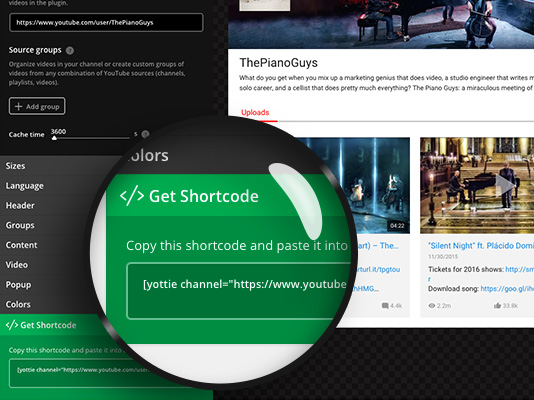 videos in the plugin.
https://www.youtube.com/user/ThePianoGuys
Source groups ?
Organize videos in your channel or create custom groups of
videos from any combination of YouTube sources (channels,
playlists, videos).
+ Add group
Cache time 3600 s ?
Sizes
Language
Header
Groups
Content
Video
Popup
Colors
</> Get Shortcode
Copy this shortcode and paste it into
[yottie channel="https://www.youtube.com/user
olors
</> Get Shortcode
Copy this shortcode and paste it into
[yottie channel="https://www.youtube
ThePianoGuys
What do you get when you mix up a marketing genius that does video, a studio engineer that writes m
solo career, and a cellist that does pretty much everything? The Piano Guys: a miraculous meeting of
Uploads
04:22
art) – The...
arturl.it/tpgtou
hHMG...
4.4k
"Silent Night" ft. Plácido Domi
11/30/2015
Tickets for 2016 shows: http://sm
r
Download song: https://goo.gl/ih
2.2m 33.8k